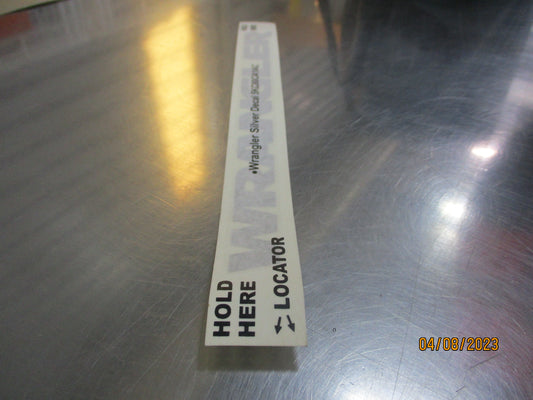 HOLD
HERE
← LOCATOR
WRANGLER
•Wrangler Silver Decal
04/08/2023